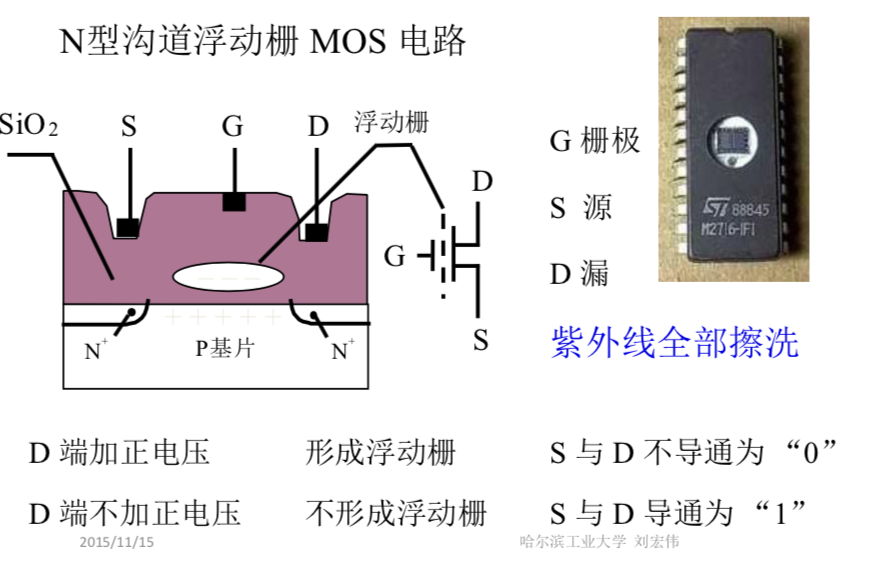 N型沟道浮动栅 MOS 电路
SiO2 S G D 浮动栅
G 栅极
D
S 源
G
D 漏
S
N+ P基片 N+
紫外线全部擦洗
ST 88845
M2716-1F1
D 端加正电压 形成浮动栅 S 与 D 不导通为 “0”
D 端不加正电压 不形成浮动栅 S 与 D 导通为 “1”
2015/11/15 哈尔滨工业大学 刘宏伟